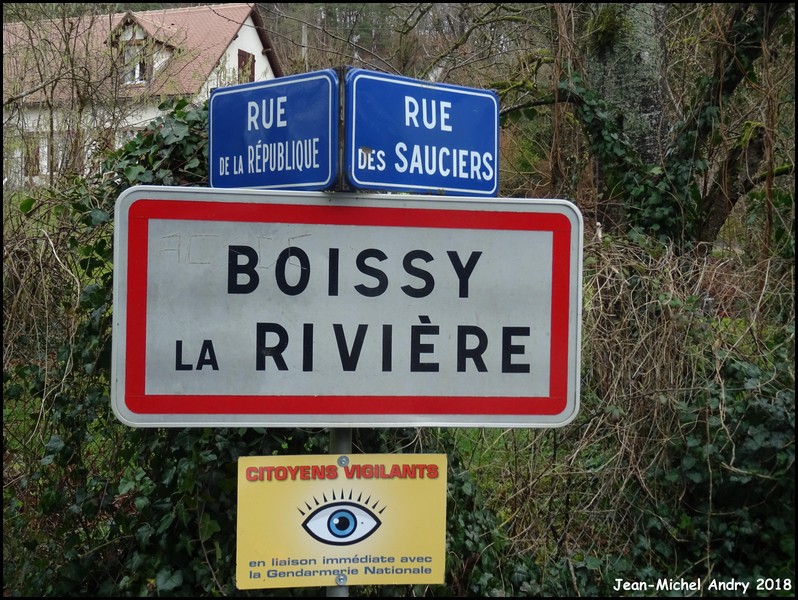 RUE
DE LA RÉPUBLIQUE
RUE
DES SAUCIERS
BOISSY
LA RIVIÈRE
CITOYENS VIGILANTS
en liaison immédiate avec
la Gendarmerie Nationale
Jean-Michel Andry 2018